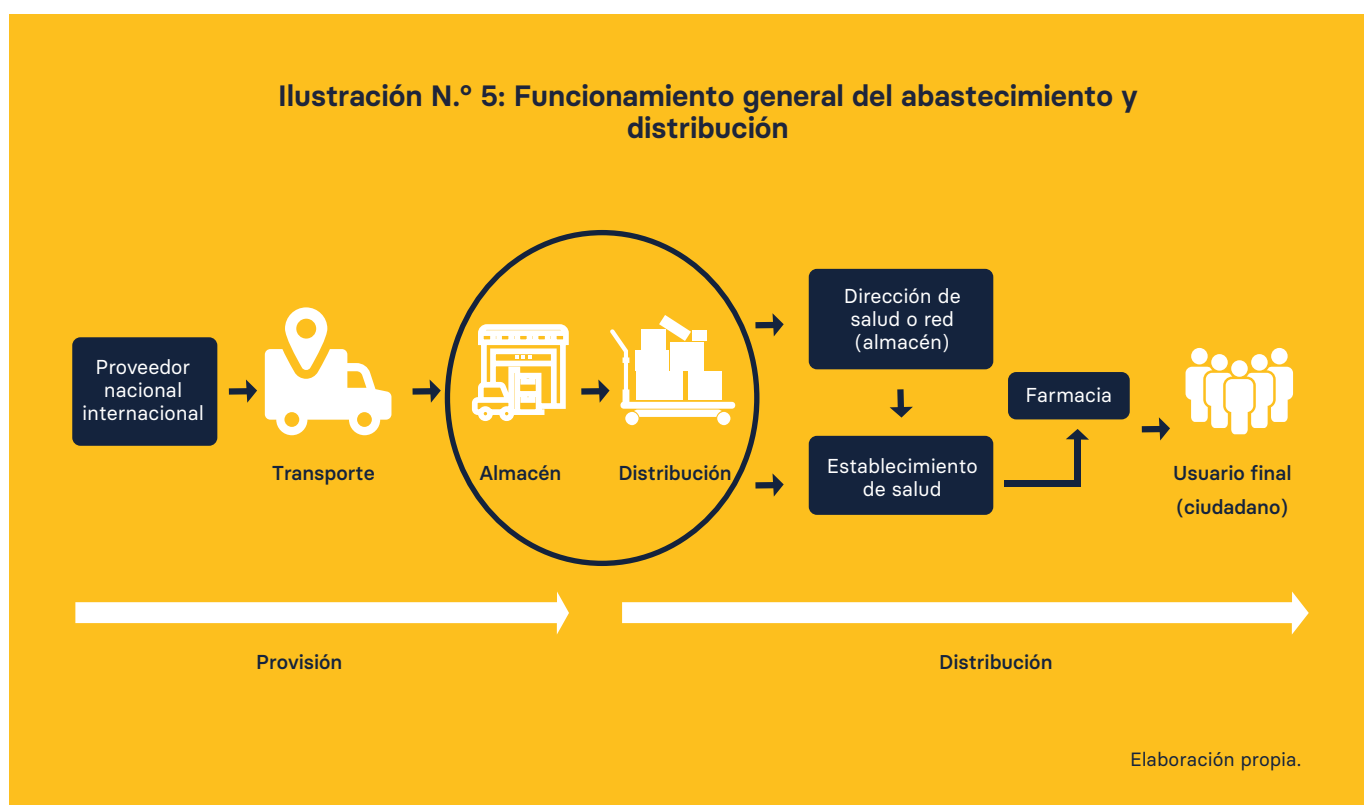 Ilustración N.° 5: Funcionamiento general del abastecimiento y
distribución
Proveedor
nacional
internacional
Transporte
Almacén
Distribución
Dirección de
salud o red
(almacén)
Establecimiento
de salud
Farmacia
Usuario final
(ciudadano)
Provisión
Distribución
Elaboración propia.